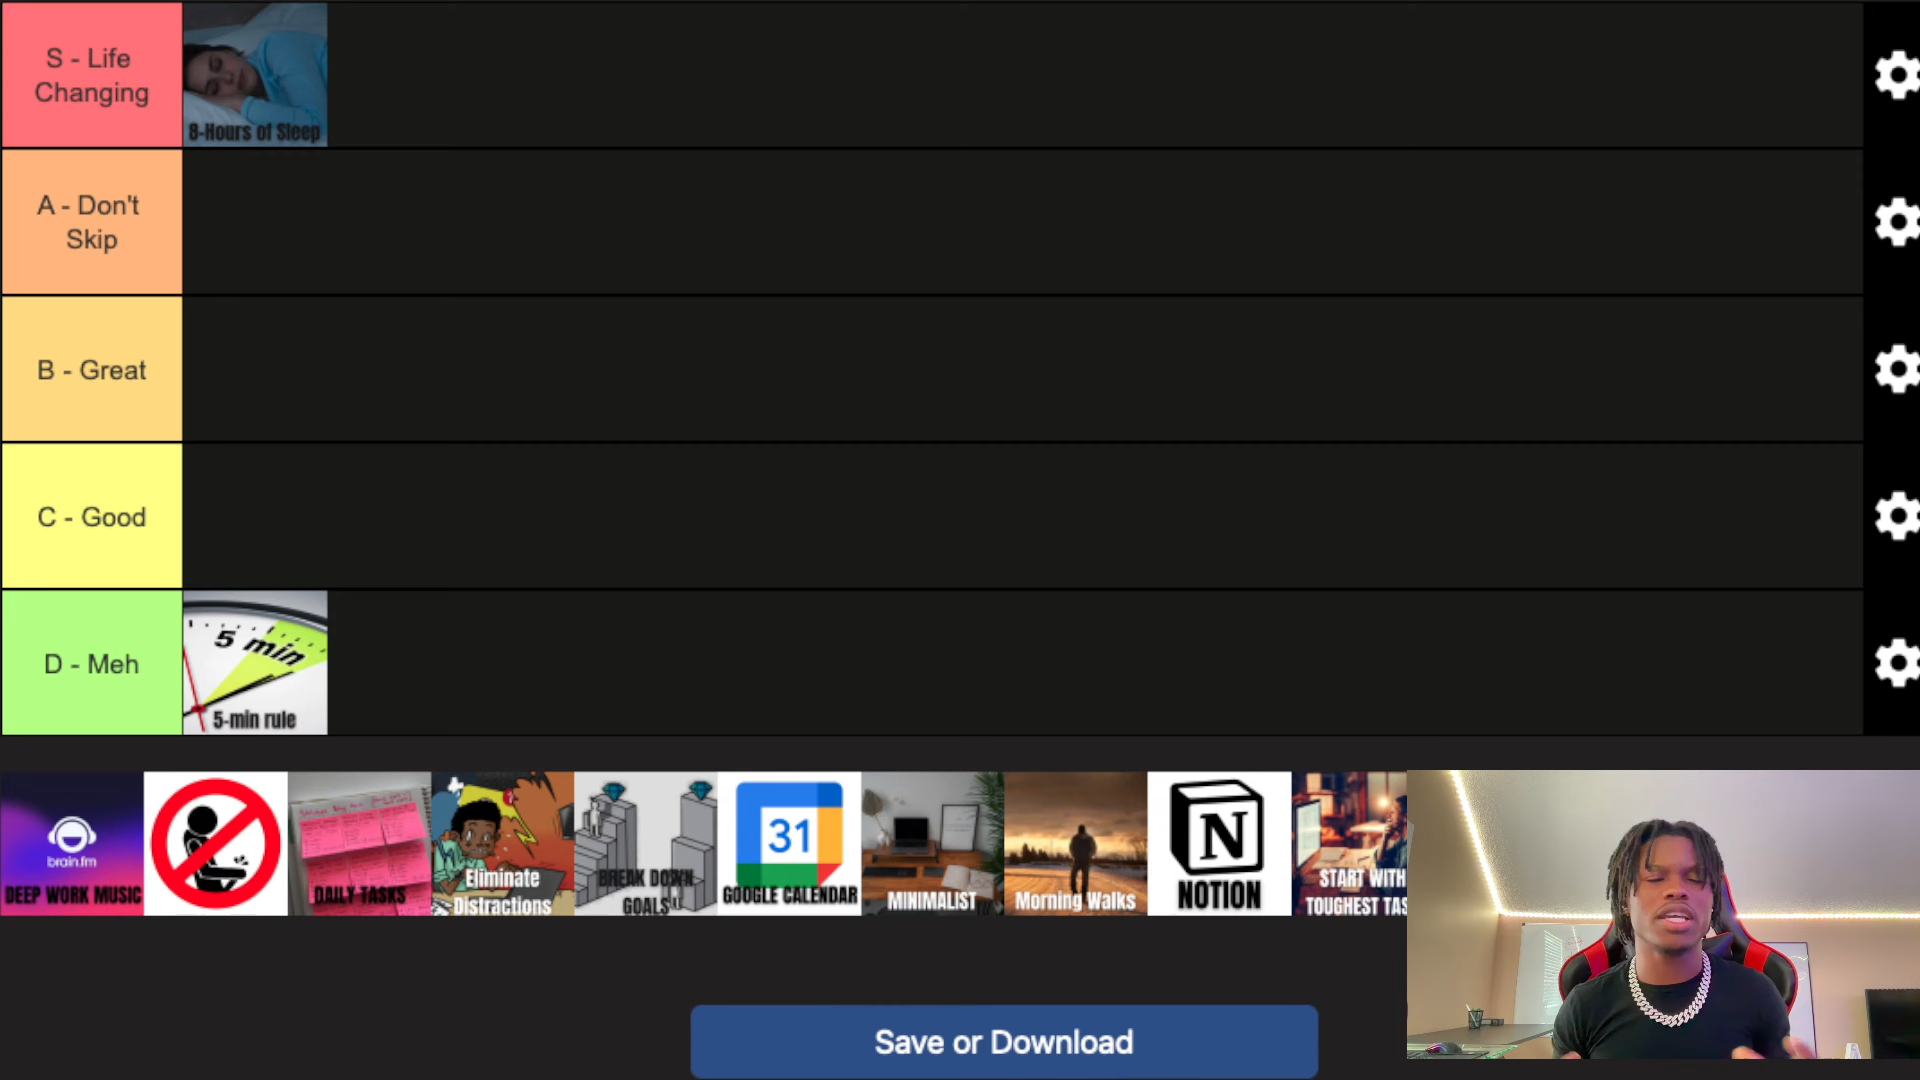 S - Life
Changing
8-Hours of Sleep
A - Don't
Skip
B - Great
C - Good
D - Meh
5 min
5-min rule
brain.fm
DEEP WORK MUSIC
DAILY TASKS
Eliminate
Distractions
BREAK DOWN
GOALS
31
GOOGLE CALENDAR
MINIMALIST
Morning Walks
N
NOTION
START WITH
TOUGHEST TAS
Save or Download